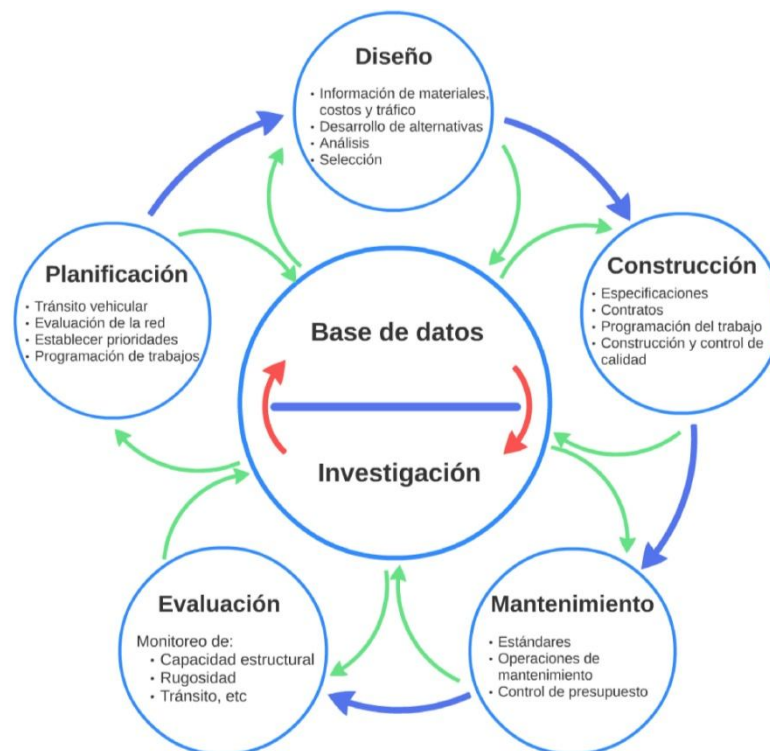 Diseño
• Información de materiales,
costos y tráfico
• Desarrollo de alternativas
• Análisis
• Selección
Planificación
• Tránsito vehicular
• Evaluación de la red
• Establecer prioridades
• Programación de trabajos
Construcción
• Especificaciones
• Contratos
• Programación del trabajo
• Construcción y control de
calidad
Base de datos
Investigación
Evaluación
Monitoreo de:
• Capacidad estructural
• Rugosidad
• Tránsito, etc
Mantenimiento
• Estándares
• Operaciones de
mantenimiento
• Control de presupuesto